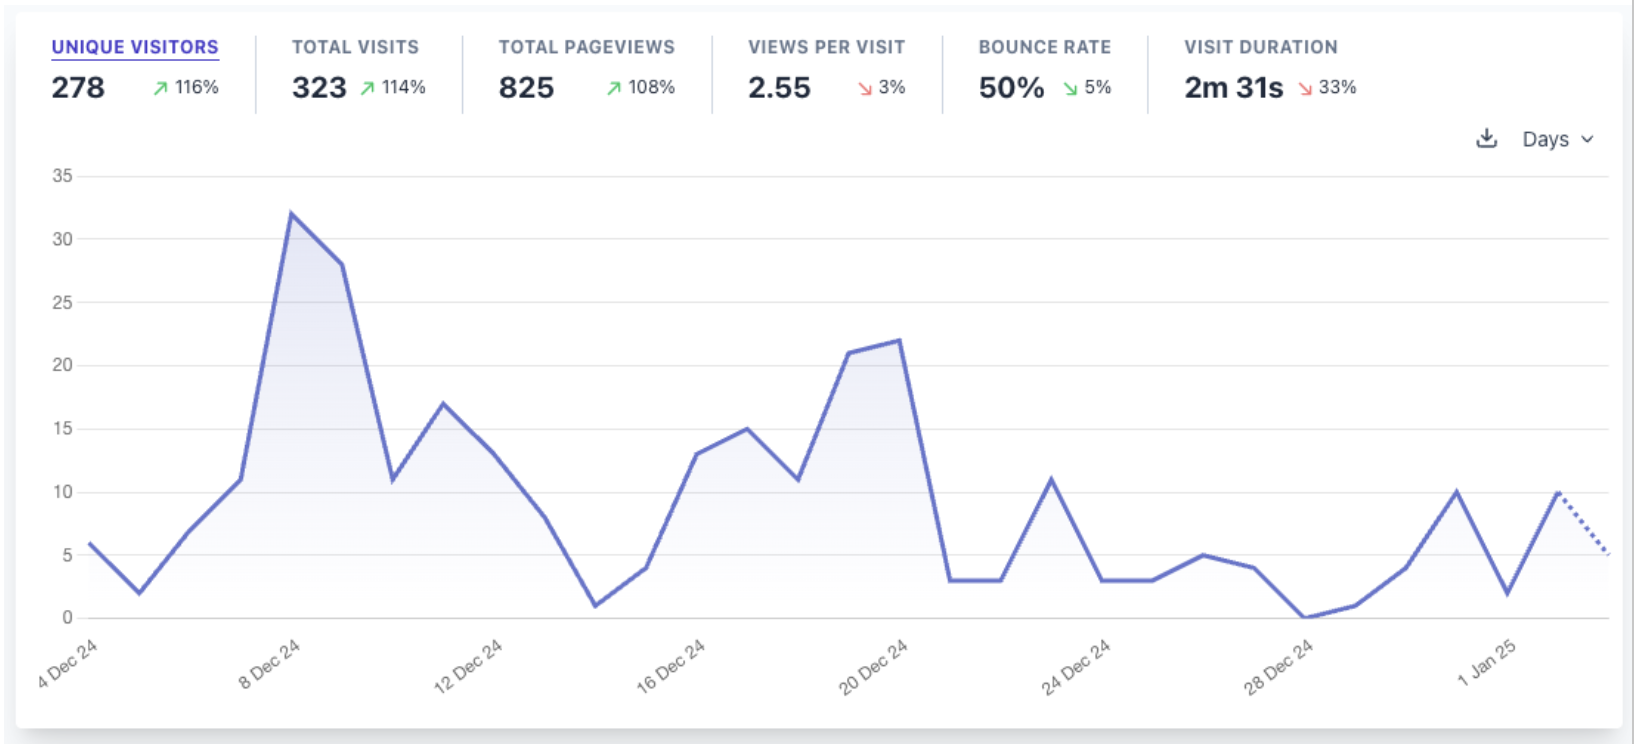 UNIQUE VISITORS TOTAL VISITS TOTAL PAGEVIEWS VIEWS PER VISIT BOUNCE RATE VISIT DURATION
278 116% 323 114% 825 108% 2.55 3% 50% 5% 2m 31s 33%
Days
35
30
25
20
15
10
5
0
4 Dec 24 8 Dec 24 12 Dec 24 16 Dec 24 20 Dec 24 24 Dec 24 28 Dec 24 1 Jan 25